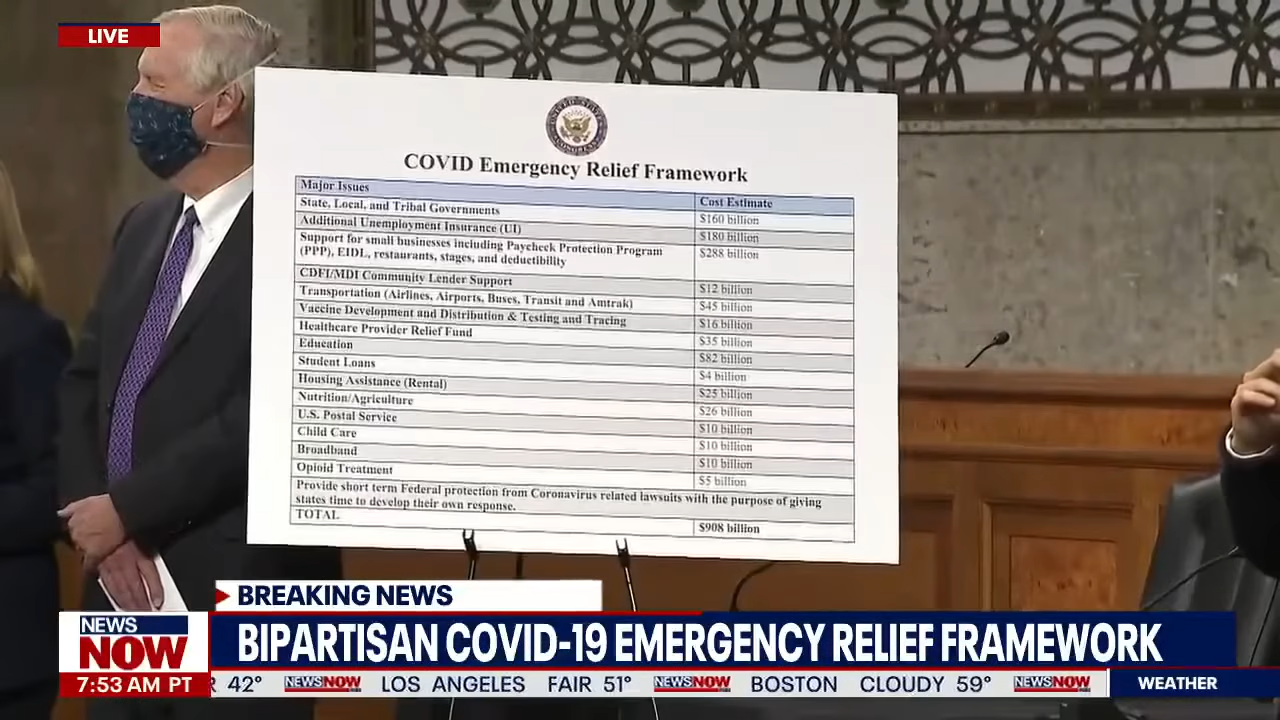 LIVE
COVID Emergency Relief Framework
Major Issues
Cost Estimate
State, Local, and Tribal Governments
$160 billion
Additional Unemployment Insurance (UI)
$180 billion
Support for small businesses including Paycheck Protection Program
(PPP), EIDL, restaurants, stages, and deductibility
$288 billion
CDFI/MDI Community Lender Support
$12 billion
Transportation (Airlines, Airports, Buses, Transit and Amtrak)
$45 billion
Vaccine Development and Distribution & Testing and Tracing
$16 billion
Healthcare Provider Relief Fund
$35 billion
Education
$82 billion
Student Loans
$4 billion
Housing Assistance (Rental)
$25 billion
Nutrition/Agriculture
$26 billion
U.S. Postal Service
$10 billion
Child Care
$10 billion
Broadband
$10 billion
Opioid Treatment
$5 billion
Provide short term Federal protection from Coronavirus related lawsuits with the purpose of giving
states time to develop their own response.
TOTAL
$908 billion
BREAKING NEWS
NEWS
NOW
BIPARTISAN COVID-19 EMERGENCY RELIEF FRAMEWORK
7:53 AM PT
R 42° NEWSNOW LOS ANGELES FAIR 51° NEWSNOW BOSTON CLOUDY 59° NEWSNOW
WEATHER